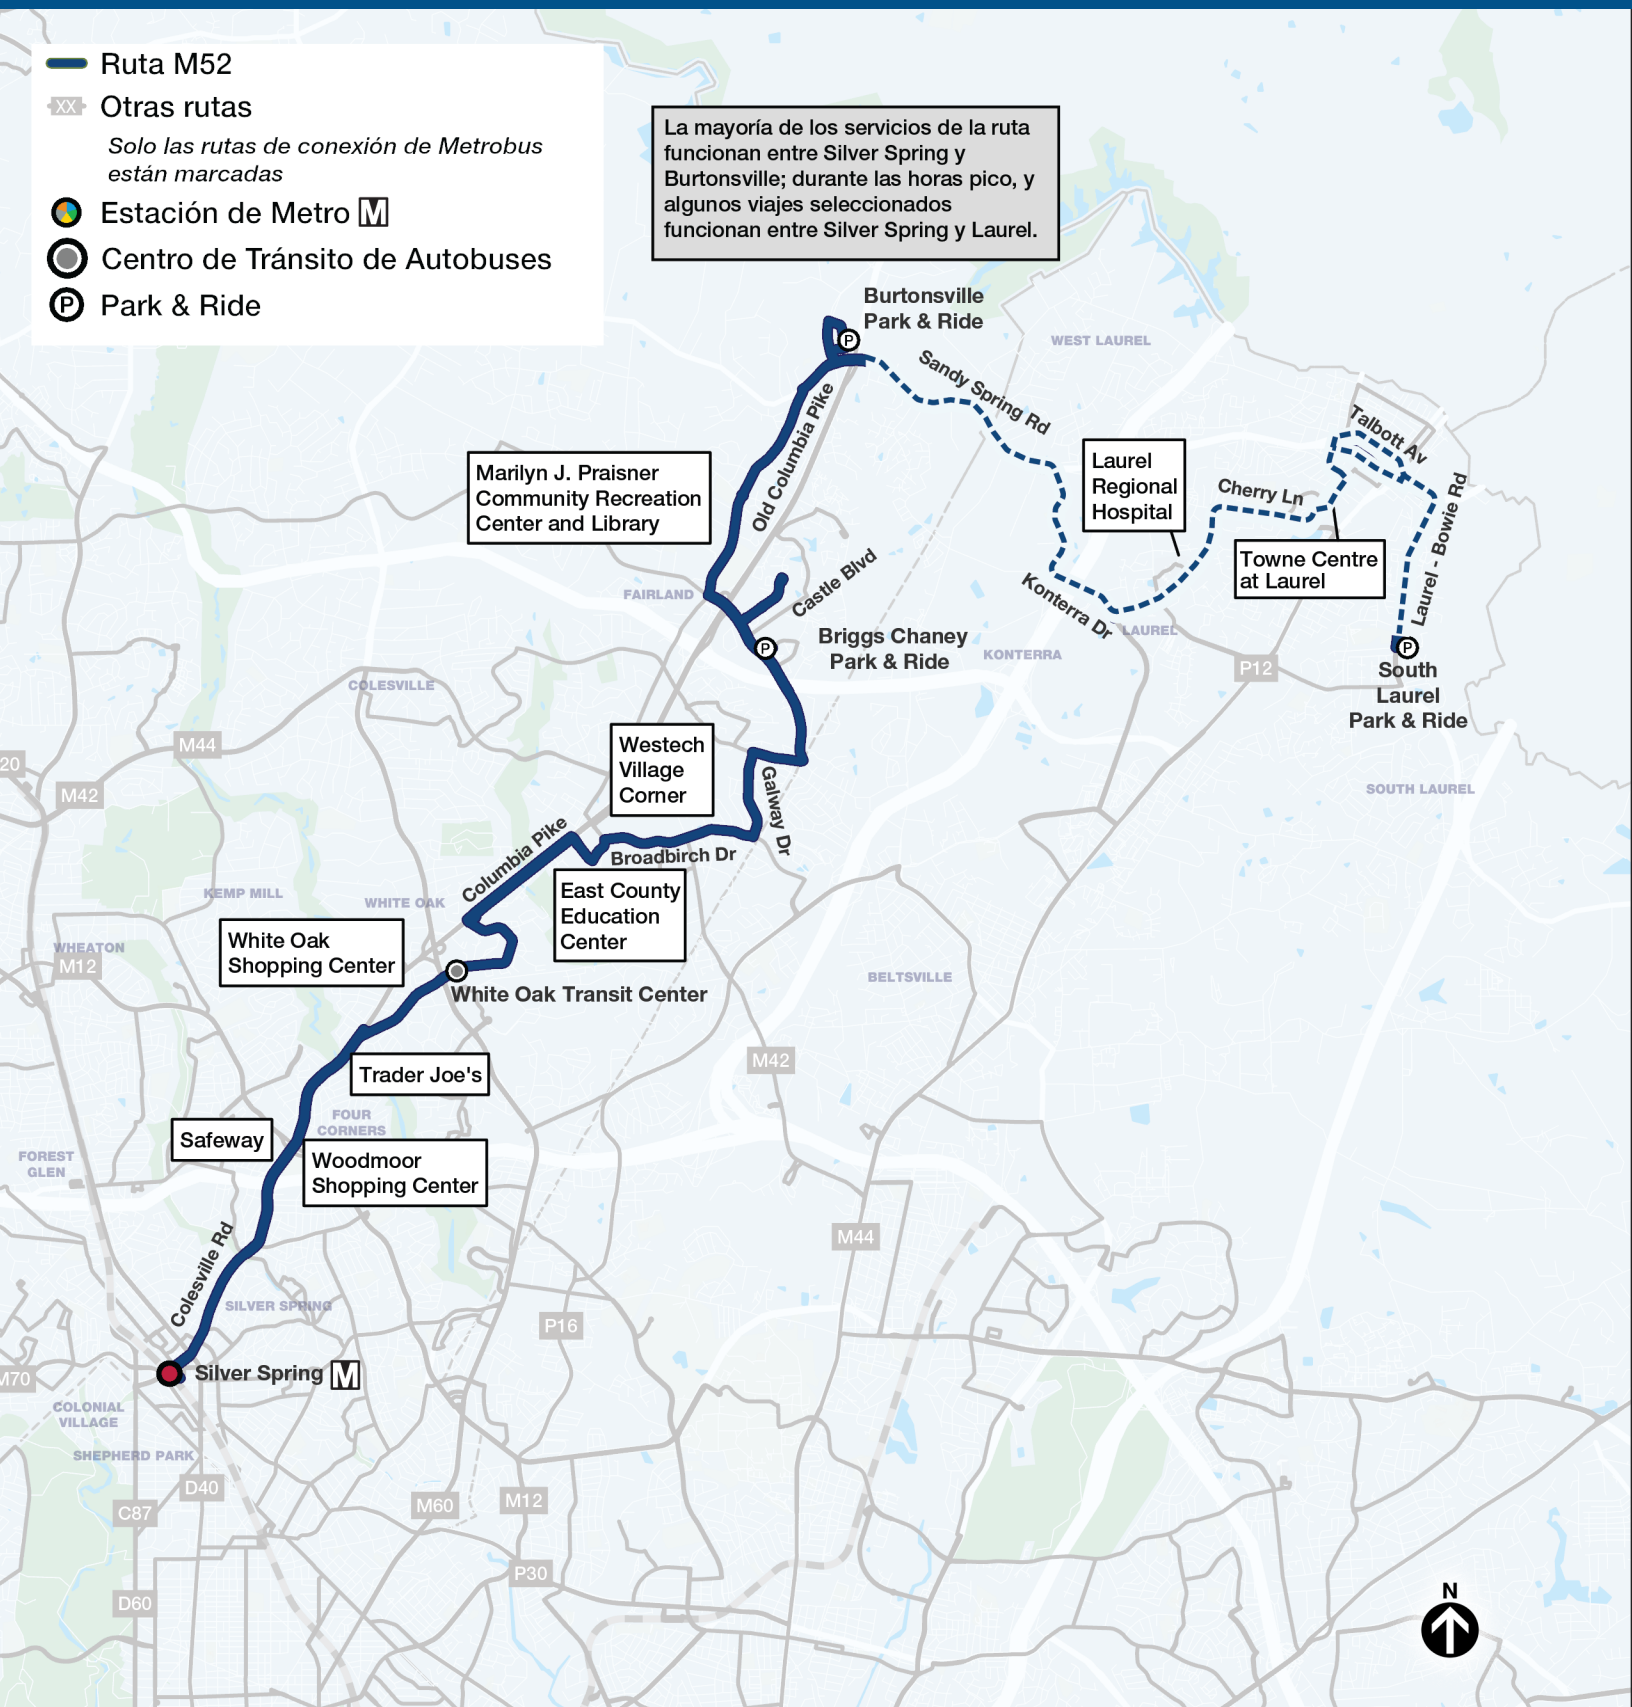 Ruta M52
XX
Otras rutas
Solo las rutas de conexión de Metrobus
están marcadas
Estación de Metro M
Centro de Tránsito de Autobuses
P Park & Ride
La mayoría de los servicios de la ruta
funcionan entre Silver Spring y
Burtonsville; durante las horas pico, y
algunos viajes seleccionados
funcionan entre Silver Spring y Laurel.
Burtonsville
Park & Ride
P
WEST LAUREL
Sandy Spring Rd
Old Columbia Pike
Talbott Av
Marilyn J. Praisner
Community Recreation
Center and Library
Laurel
Regional
Hospital
Cherry Ln
Laurel - Bowie Rd
Towne Centre
at Laurel
Castle Blvd
FAIRLAND
Konterra Dr
LAUREL
P
Briggs Chaney
Park & Ride
KONTERRA
P12
P
South
Laurel
Park & Ride
COLESVILLE
M44
20
M42
Westech
Village
Corner
Galway Dr
SOUTH LAUREL
Columbia Pike
Broadbirch Dr
East County
Education
Center
KEMP MILL
WHITE OAK
White Oak
Shopping Center
WHEATON
M12
White Oak Transit Center
BELTSVILLE
M42
Trader Joe's
FOUR
CORNERS
Safeway
Woodmoor
Shopping Center
FOREST
GLEN
Colesville Rd
M44
SILVER SPRING
P16
Silver Spring M
M70
COLONIAL
VILLAGE
SHEPHERD PARK
D40
C87
M60
M12
P30
D60
N